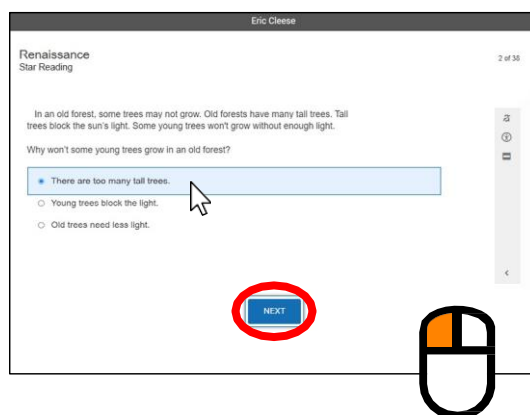 Eric Cleese
Renaissance
Star Reading
2 of 38
In an old forest, some trees may not grow. Old forests have many tall trees. Tall
trees block the sun's light. Some young trees won't grow without enough light.
Why won't some young trees grow in an old forest?
There are too many tall trees.
Young trees block the light.
Old trees need less light.
NEXT